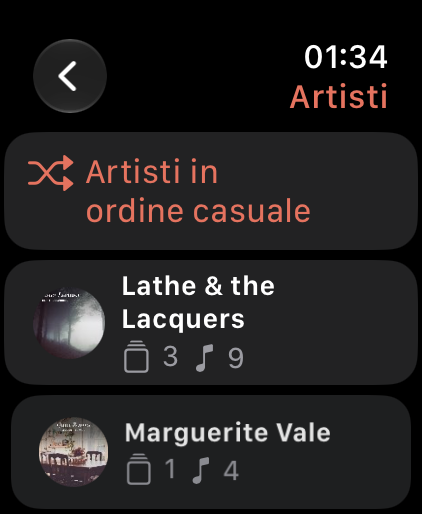 01:34
Artisti
Artisti in
ordine casuale
Lathe & the
Lacquers
3 9
Marguerite Vale
1 4